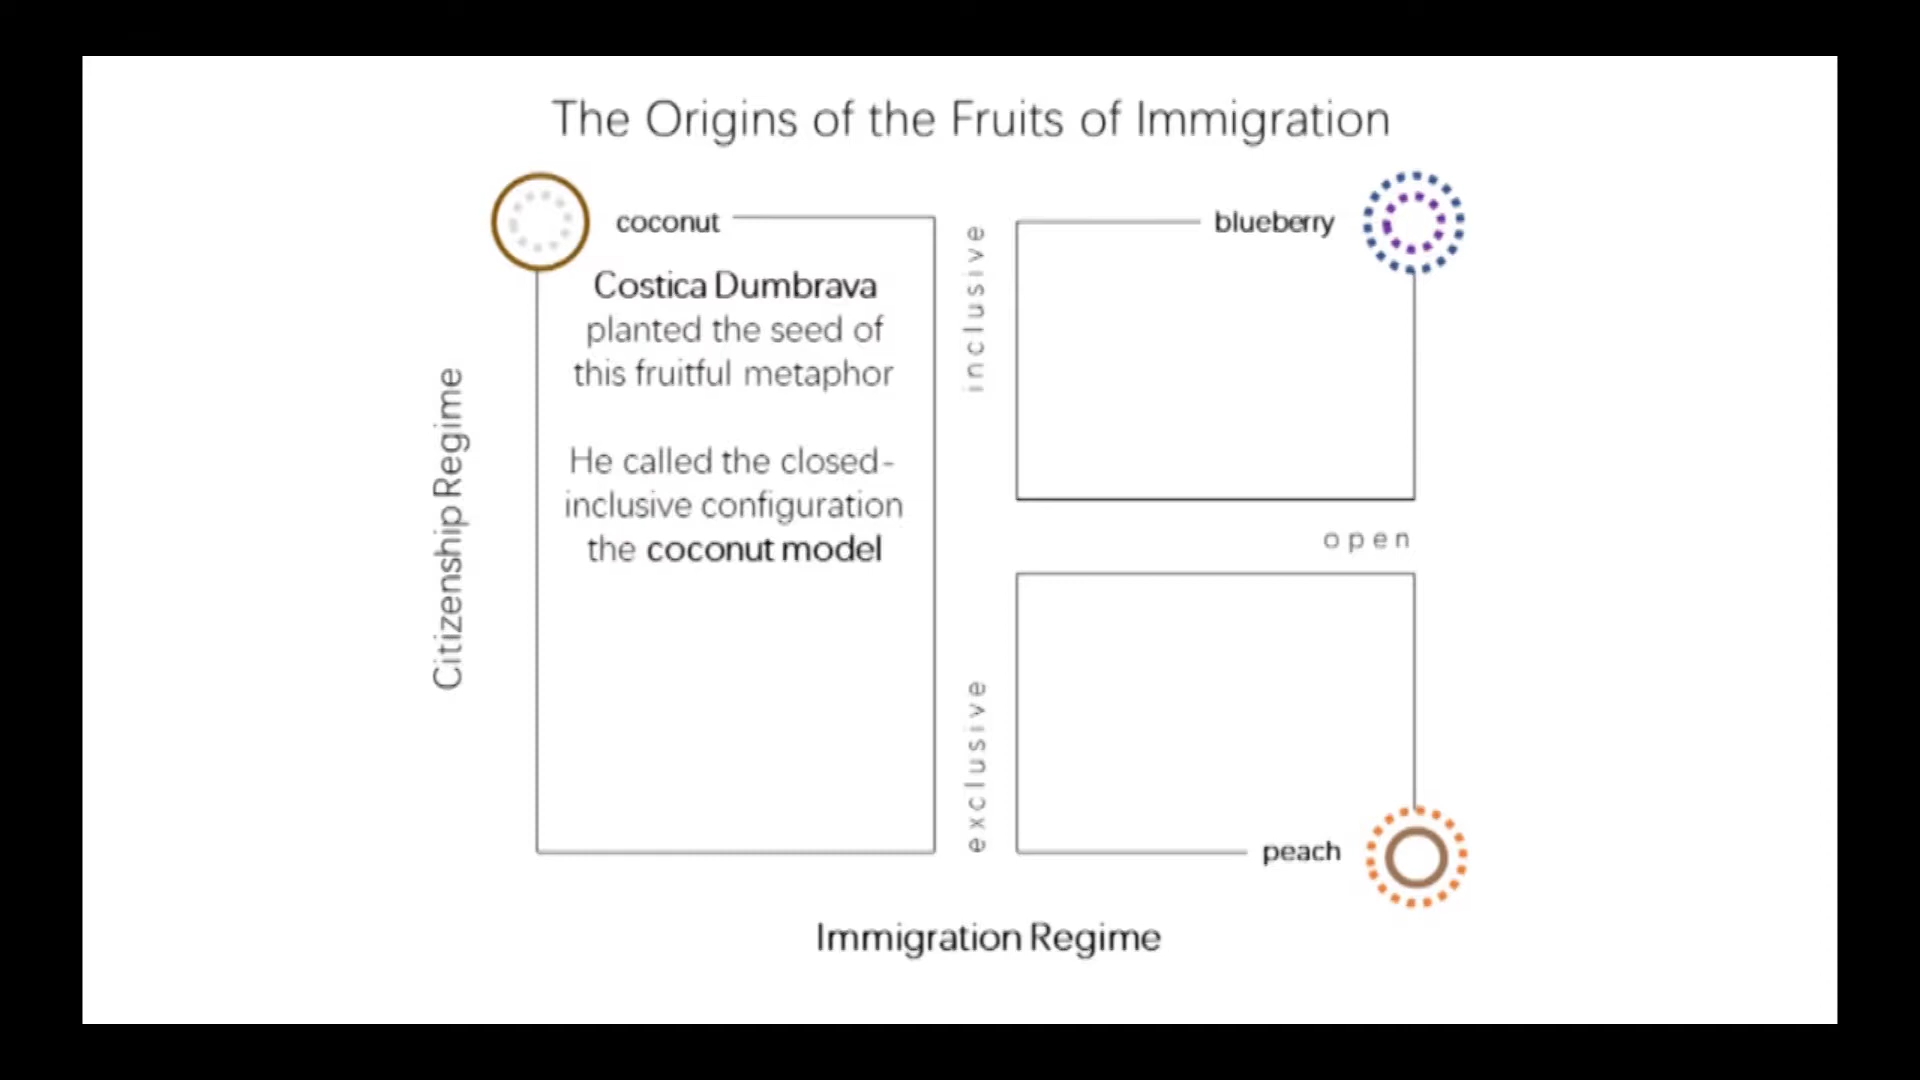 The Origins of the Fruits of Immigration
coconut
Costica Dumbrava
planted the seed of
this fruitful metaphor
He called the closed-
inclusive configuration
the coconut model
Citizenship Regime
inclusive
exclusive
blueberry
open
peach
Immigration Regime